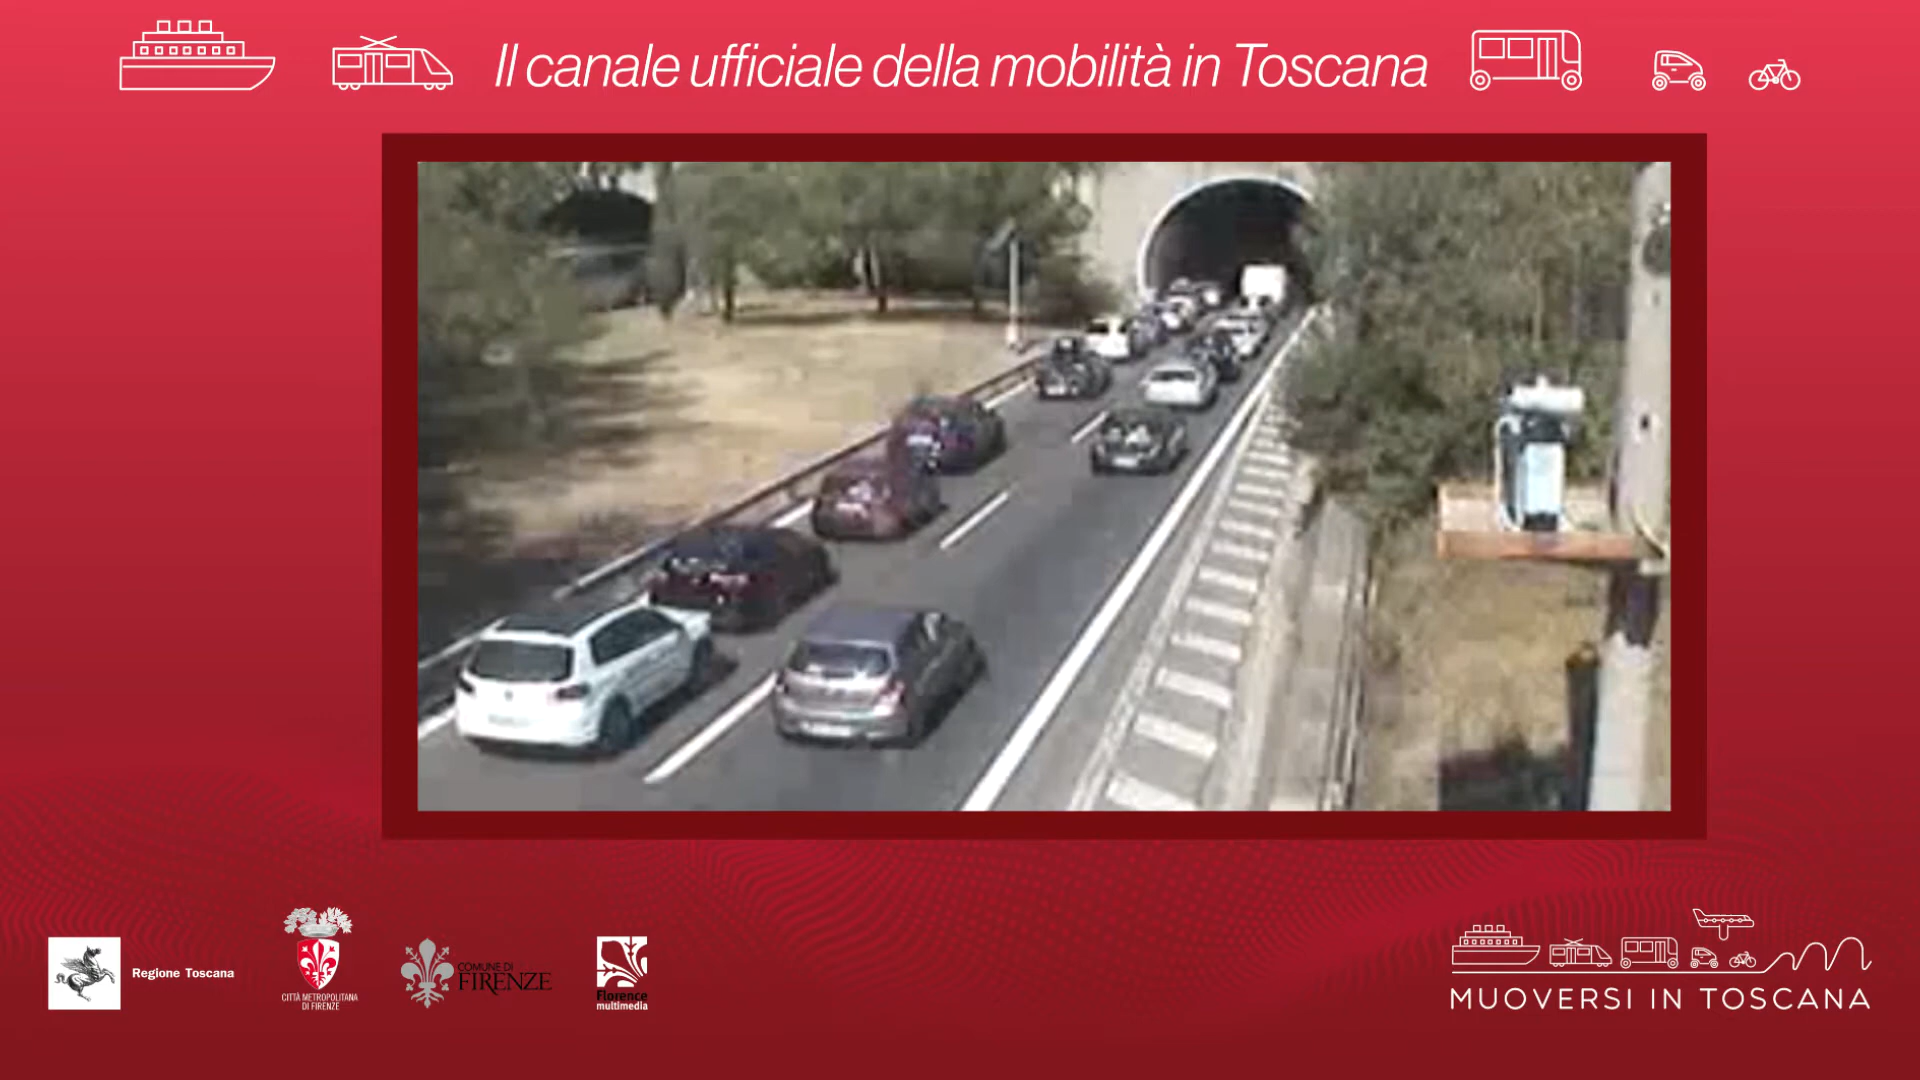 Il canale ufficiale della mobilità in Toscana
Regione Toscana
CITTÀ METROPOLITANA
DI FIRENZE
COMUNE DI
FIRENZE
Florence
multimedia
MUOVERSI IN TOSCANA